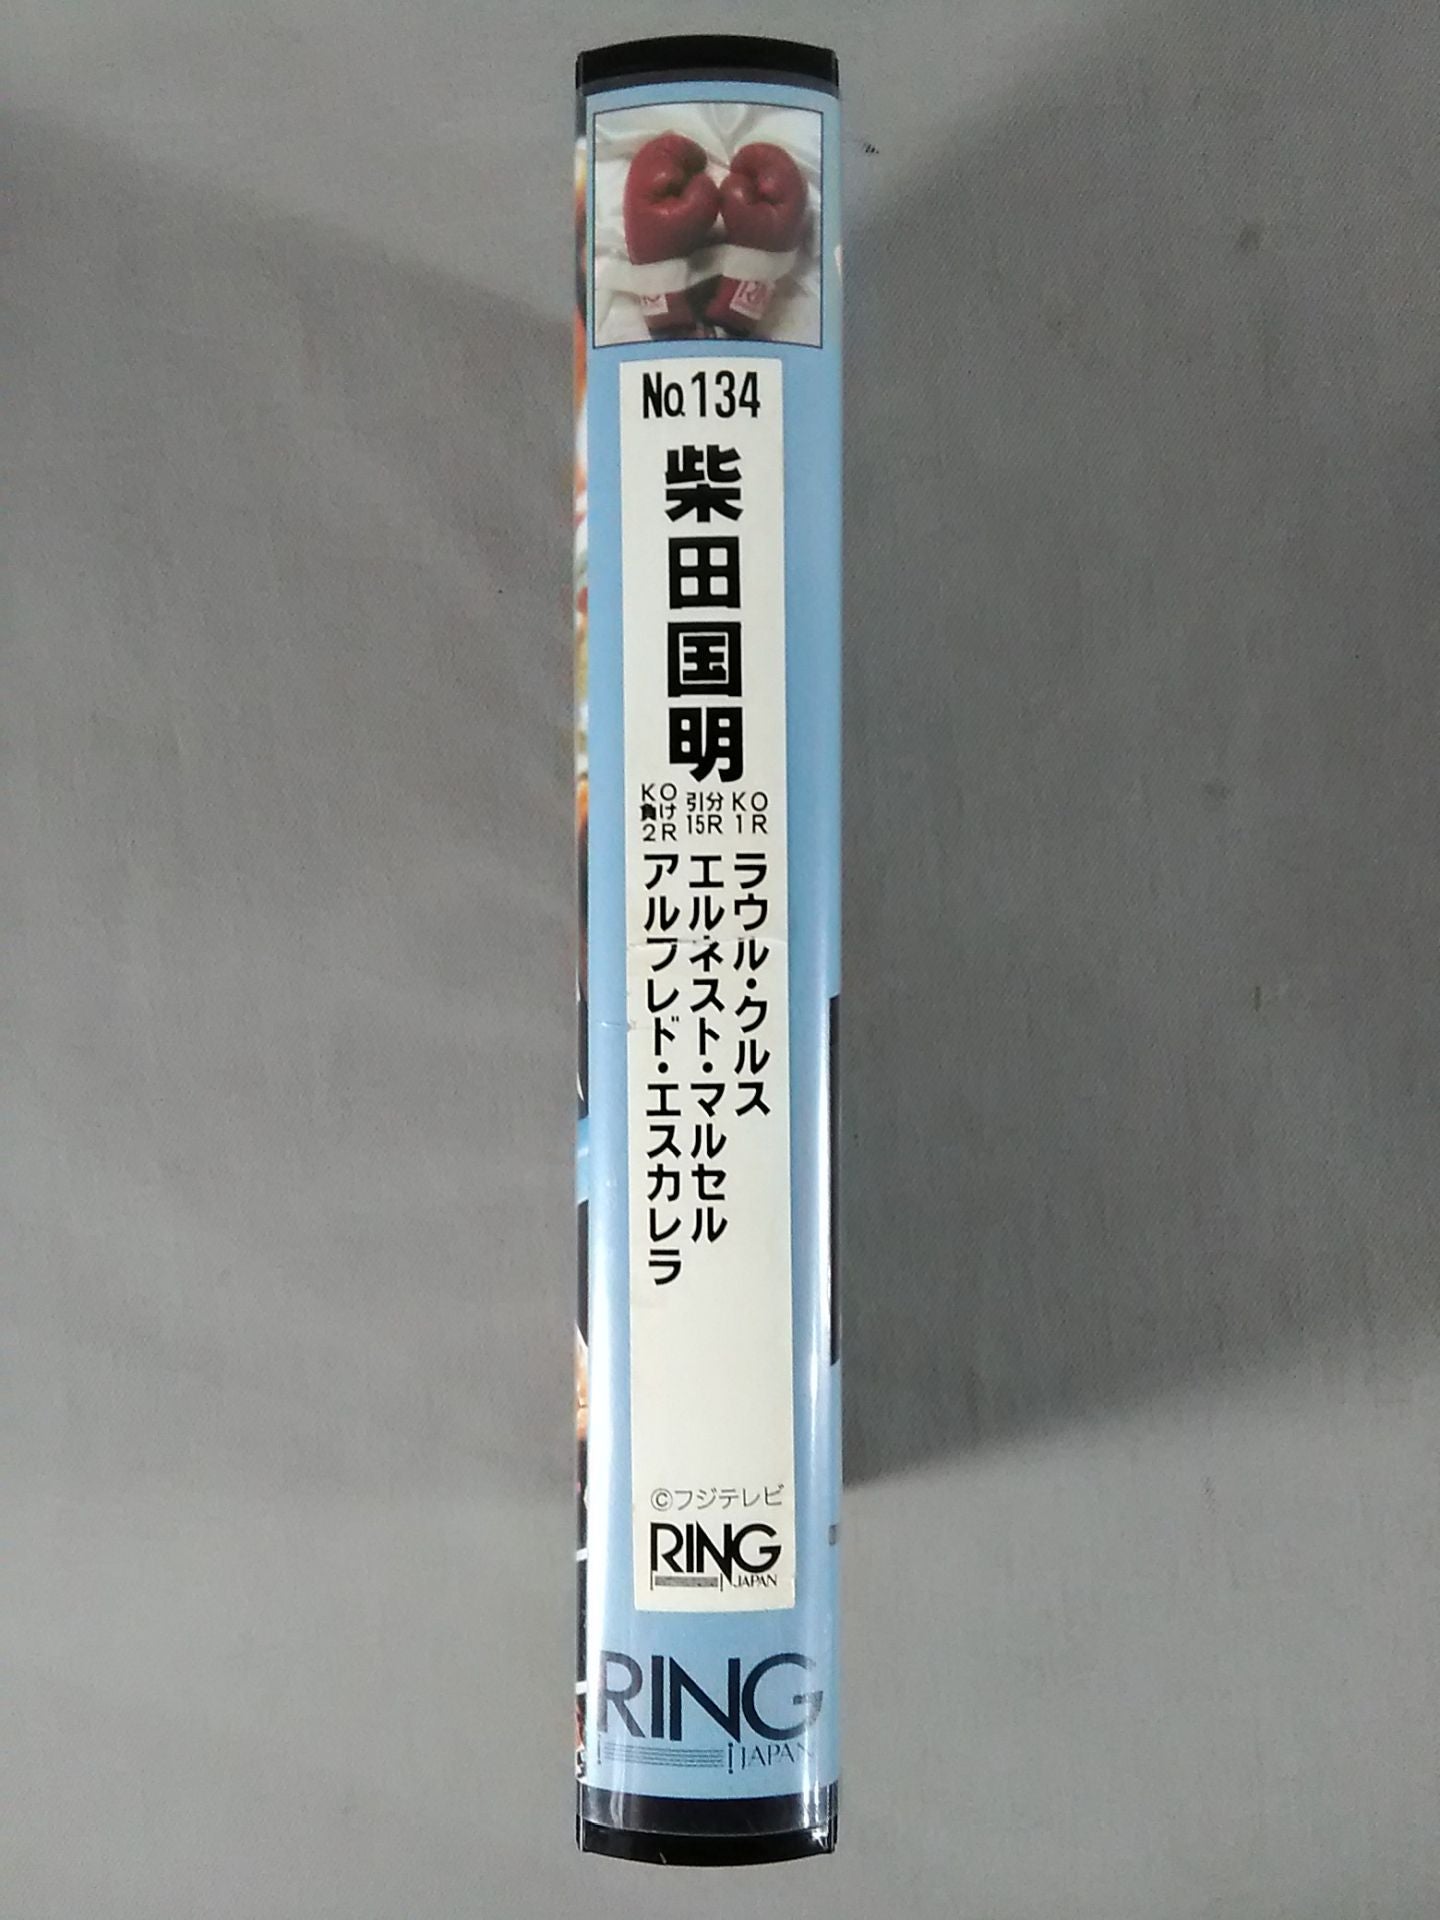 No.134
柴田国明
KO 1R ラウル・クルス
引分 15R エルネスト・マルセル
KO負け 2R アルフレド・エスカレラ
©フジテレビ
RING
JAPAN
RING
JAPAN